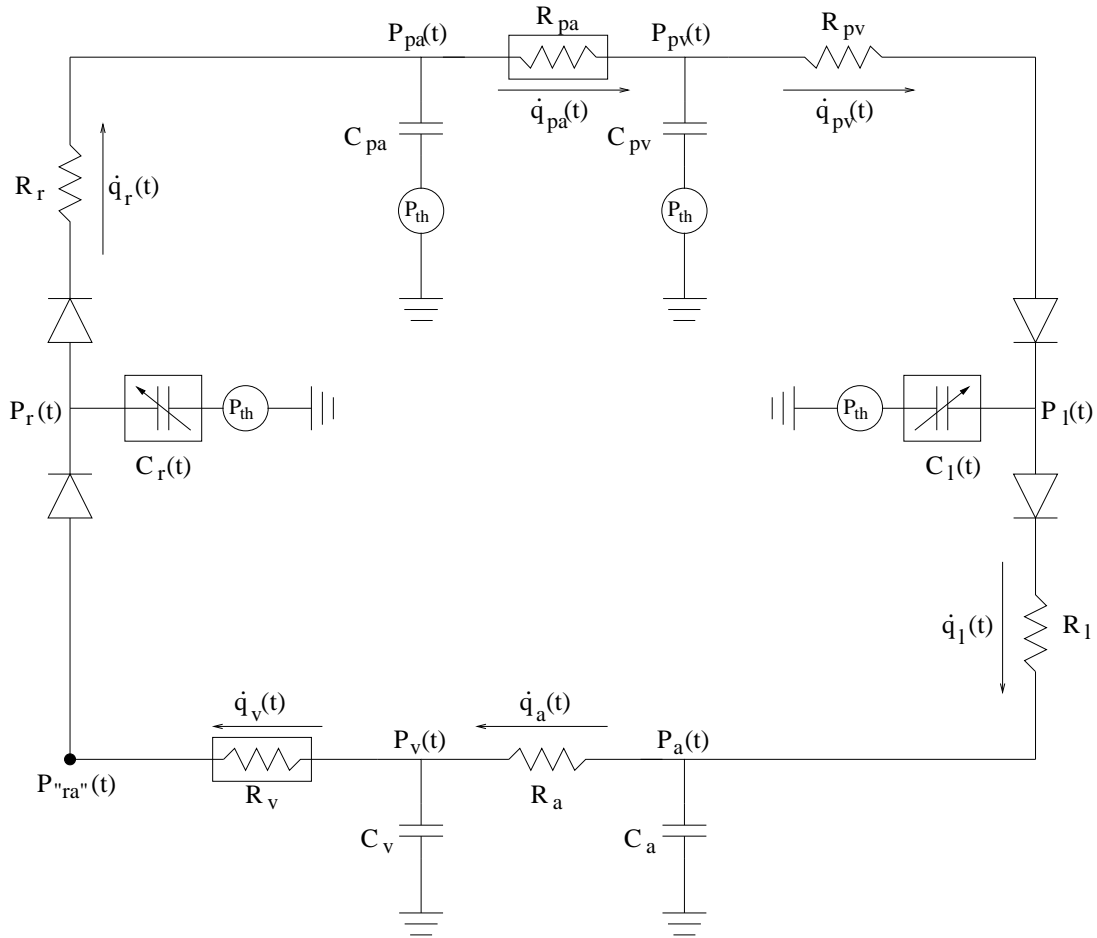 P_pa(t)
R_pa
P_pv(t)
R_pv
q̇_pa(t)
q̇_pv(t)
C_pa
C_pv
R_r
q̇_r(t)
P_th
P_th
P_r(t)
P_th
P_th
P_l(t)
C_r(t)
C_l(t)
q̇_l(t)
R_l
q̇_v(t)
q̇_a(t)
P_v(t)
P_a(t)
P_"ra"(t)
R_v
R_a
C_v
C_a